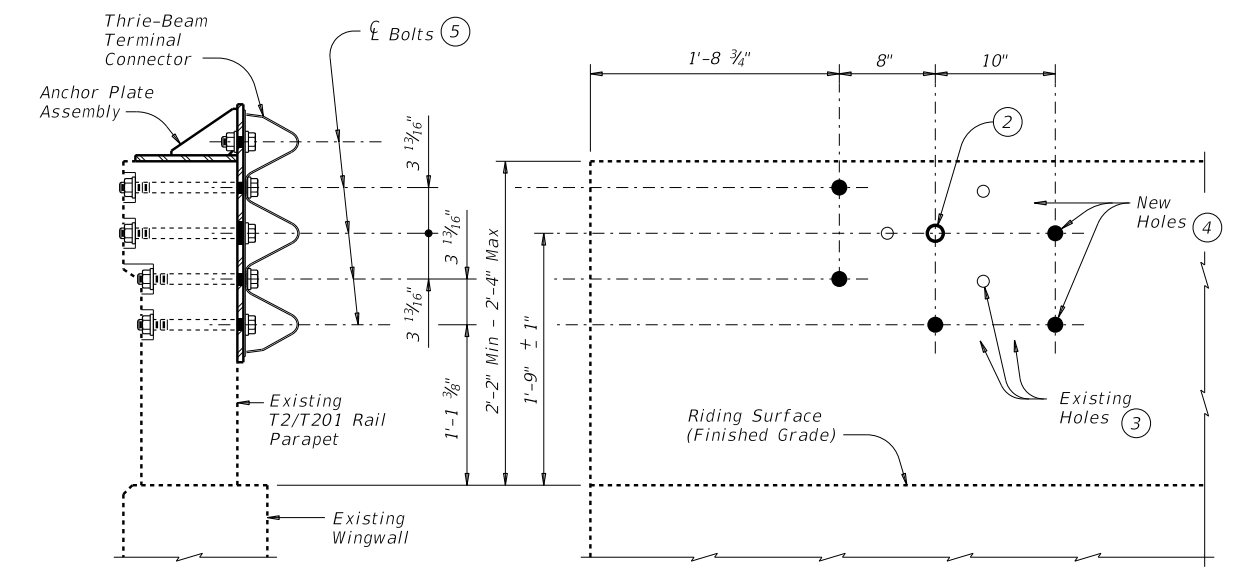 Thrie-Beam
Terminal
Connector
℄ Bolts 5
Anchor Plate
Assembly
3 13/16"
3 13/16"
3 13/16"
1'-1 3/8"
2'-2" Min - 2'-4" Max
1'-9" ± 1"
Existing
T2/T201 Rail
Parapet
Existing
Wingwall
1'-8 3/4"
8"
10"
2
New
Holes 4
Existing
Holes 3
Riding Surface
(Finished Grade)